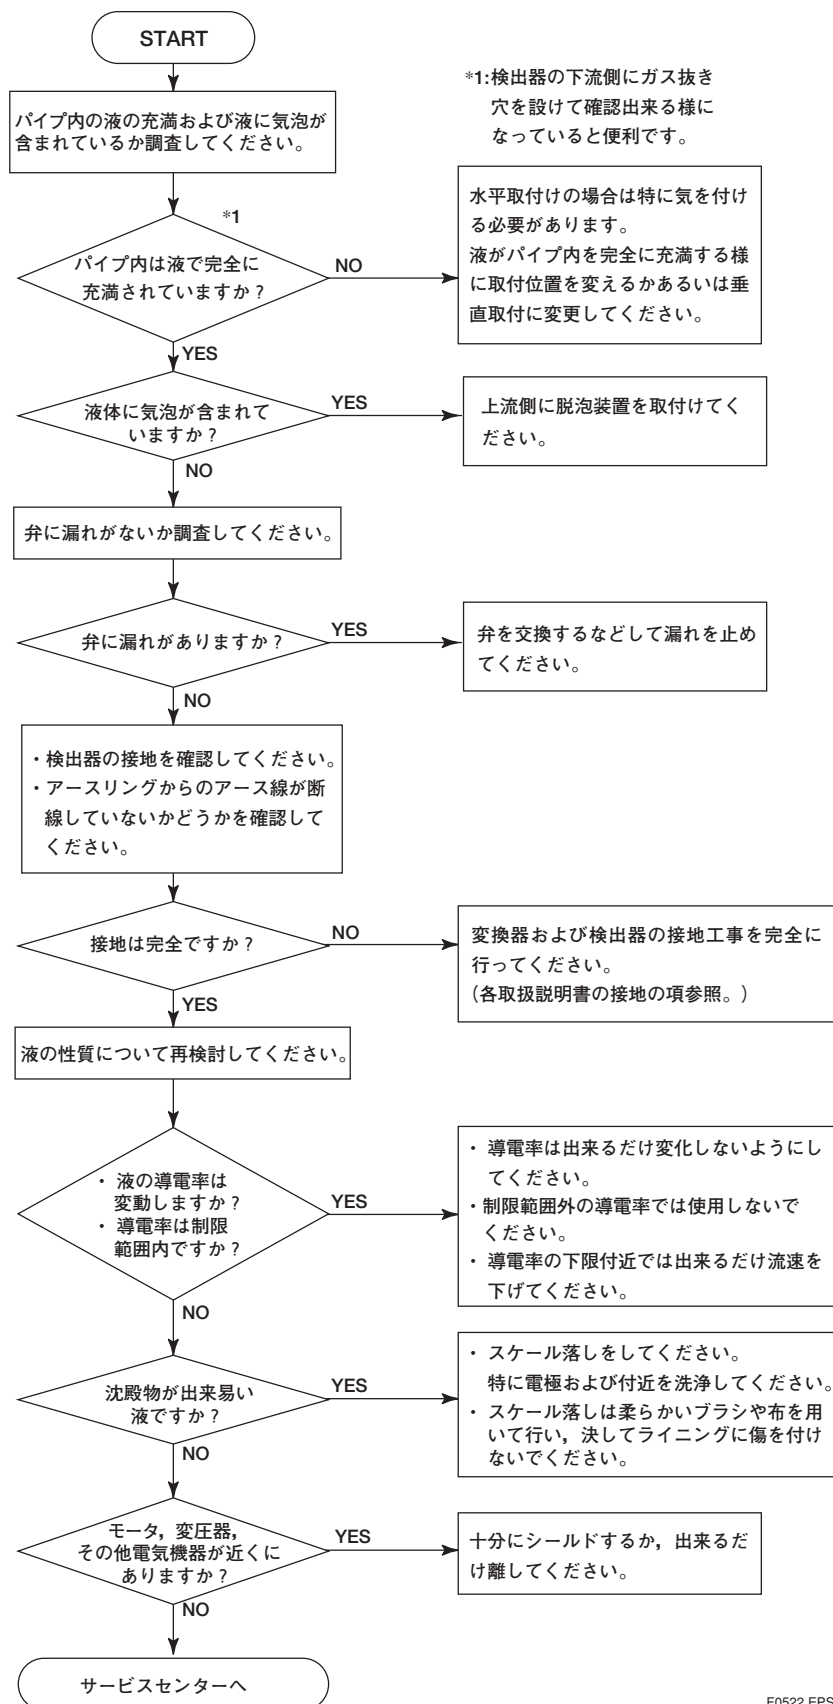 START
*1:検出器の下流側にガス抜き
穴を設けて確認出来る様に
なっていると便利です。
パイプ内の液の充満および液に気泡が
含まれているか調査してください。
*1
パイプ内は液で完全に
充満されていますか？
NO
水平取付けの場合は特に気を付け
る必要があります。
液がパイプ内を完全に充満する様
に取付位置を変えるかあるいは垂
直取付に変更してください。
YES
液体に気泡が含まれて
いますか？
YES
上流側に脱泡装置を取付けてく
ださい。
NO
弁に漏れがないか調査してください。
弁に漏れがありますか？
YES
弁を交換するなどして漏れを止め
てください。
NO
・検出器の接地を確認してください。
・アースリングからのアース線が断
線していないかどうかを確認して
ください。
接地は完全ですか？
NO
変換器および検出器の接地工事を完全に
行ってください。
(各取扱説明書の接地の項参照。)
YES
液の性質について再検討してください。
・ 液の導電率は
変動しますか？
・ 導電率は制限
範囲内ですか？
YES
・ 導電率は出来るだけ変化しないようにし
てください。
・制限範囲外の導電率では使用しないで
ください。
・ 導電率の下限付近では出来るだけ流速を
下げてください。
NO
沈殿物が出来易い
液ですか？
YES
・ スケール落しをしてください。
特に電極および付近を洗浄してください。
・ スケール落しは柔らかいブラシや布を用
いて行い，決してライニングに傷を付け
ないでください。
NO
モータ，変圧器，
その他電気機器が近くに
ありますか？
YES
十分にシールドするか，出来るだ
け離してください。
NO
サービスセンターへ
F0522.EPS